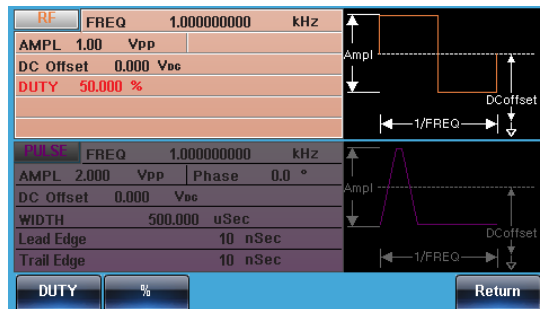 RF FREQ 1.000000000 kHz
AMPL 1.00 Vpp
DC Offset 0.000 VDC
DUTY 50.000 %
Ampl
DCoffset
1/FREQ
PULSE FREQ 1.000000000 kHz
AMPL 2.000 Vpp Phase 0.0 °
DC Offset 0.000 VDC
WIDTH 500.000 uSec
Lead Edge 10 nSec
Trail Edge 10 nSec
Ampl
DCoffset
1/FREQ
DUTY % Return